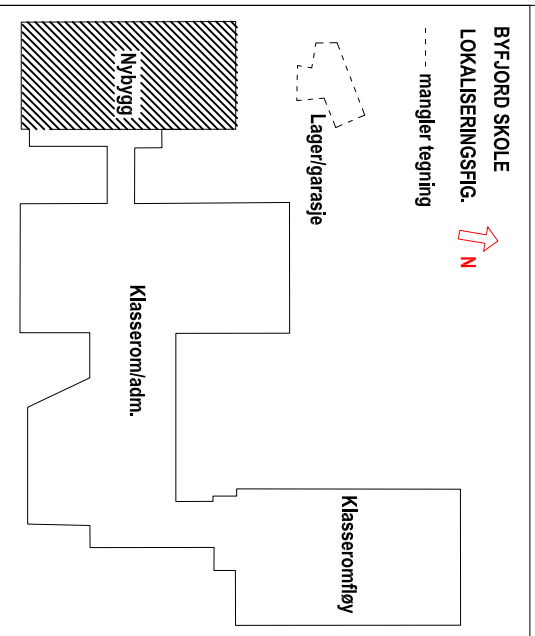 BYFJORD SKOLE
LOKALISERINGSFIG.
N
---- mangler tegning
Lager/garasje
Nybygg
Klasserom/adm.
Klasseromfløy